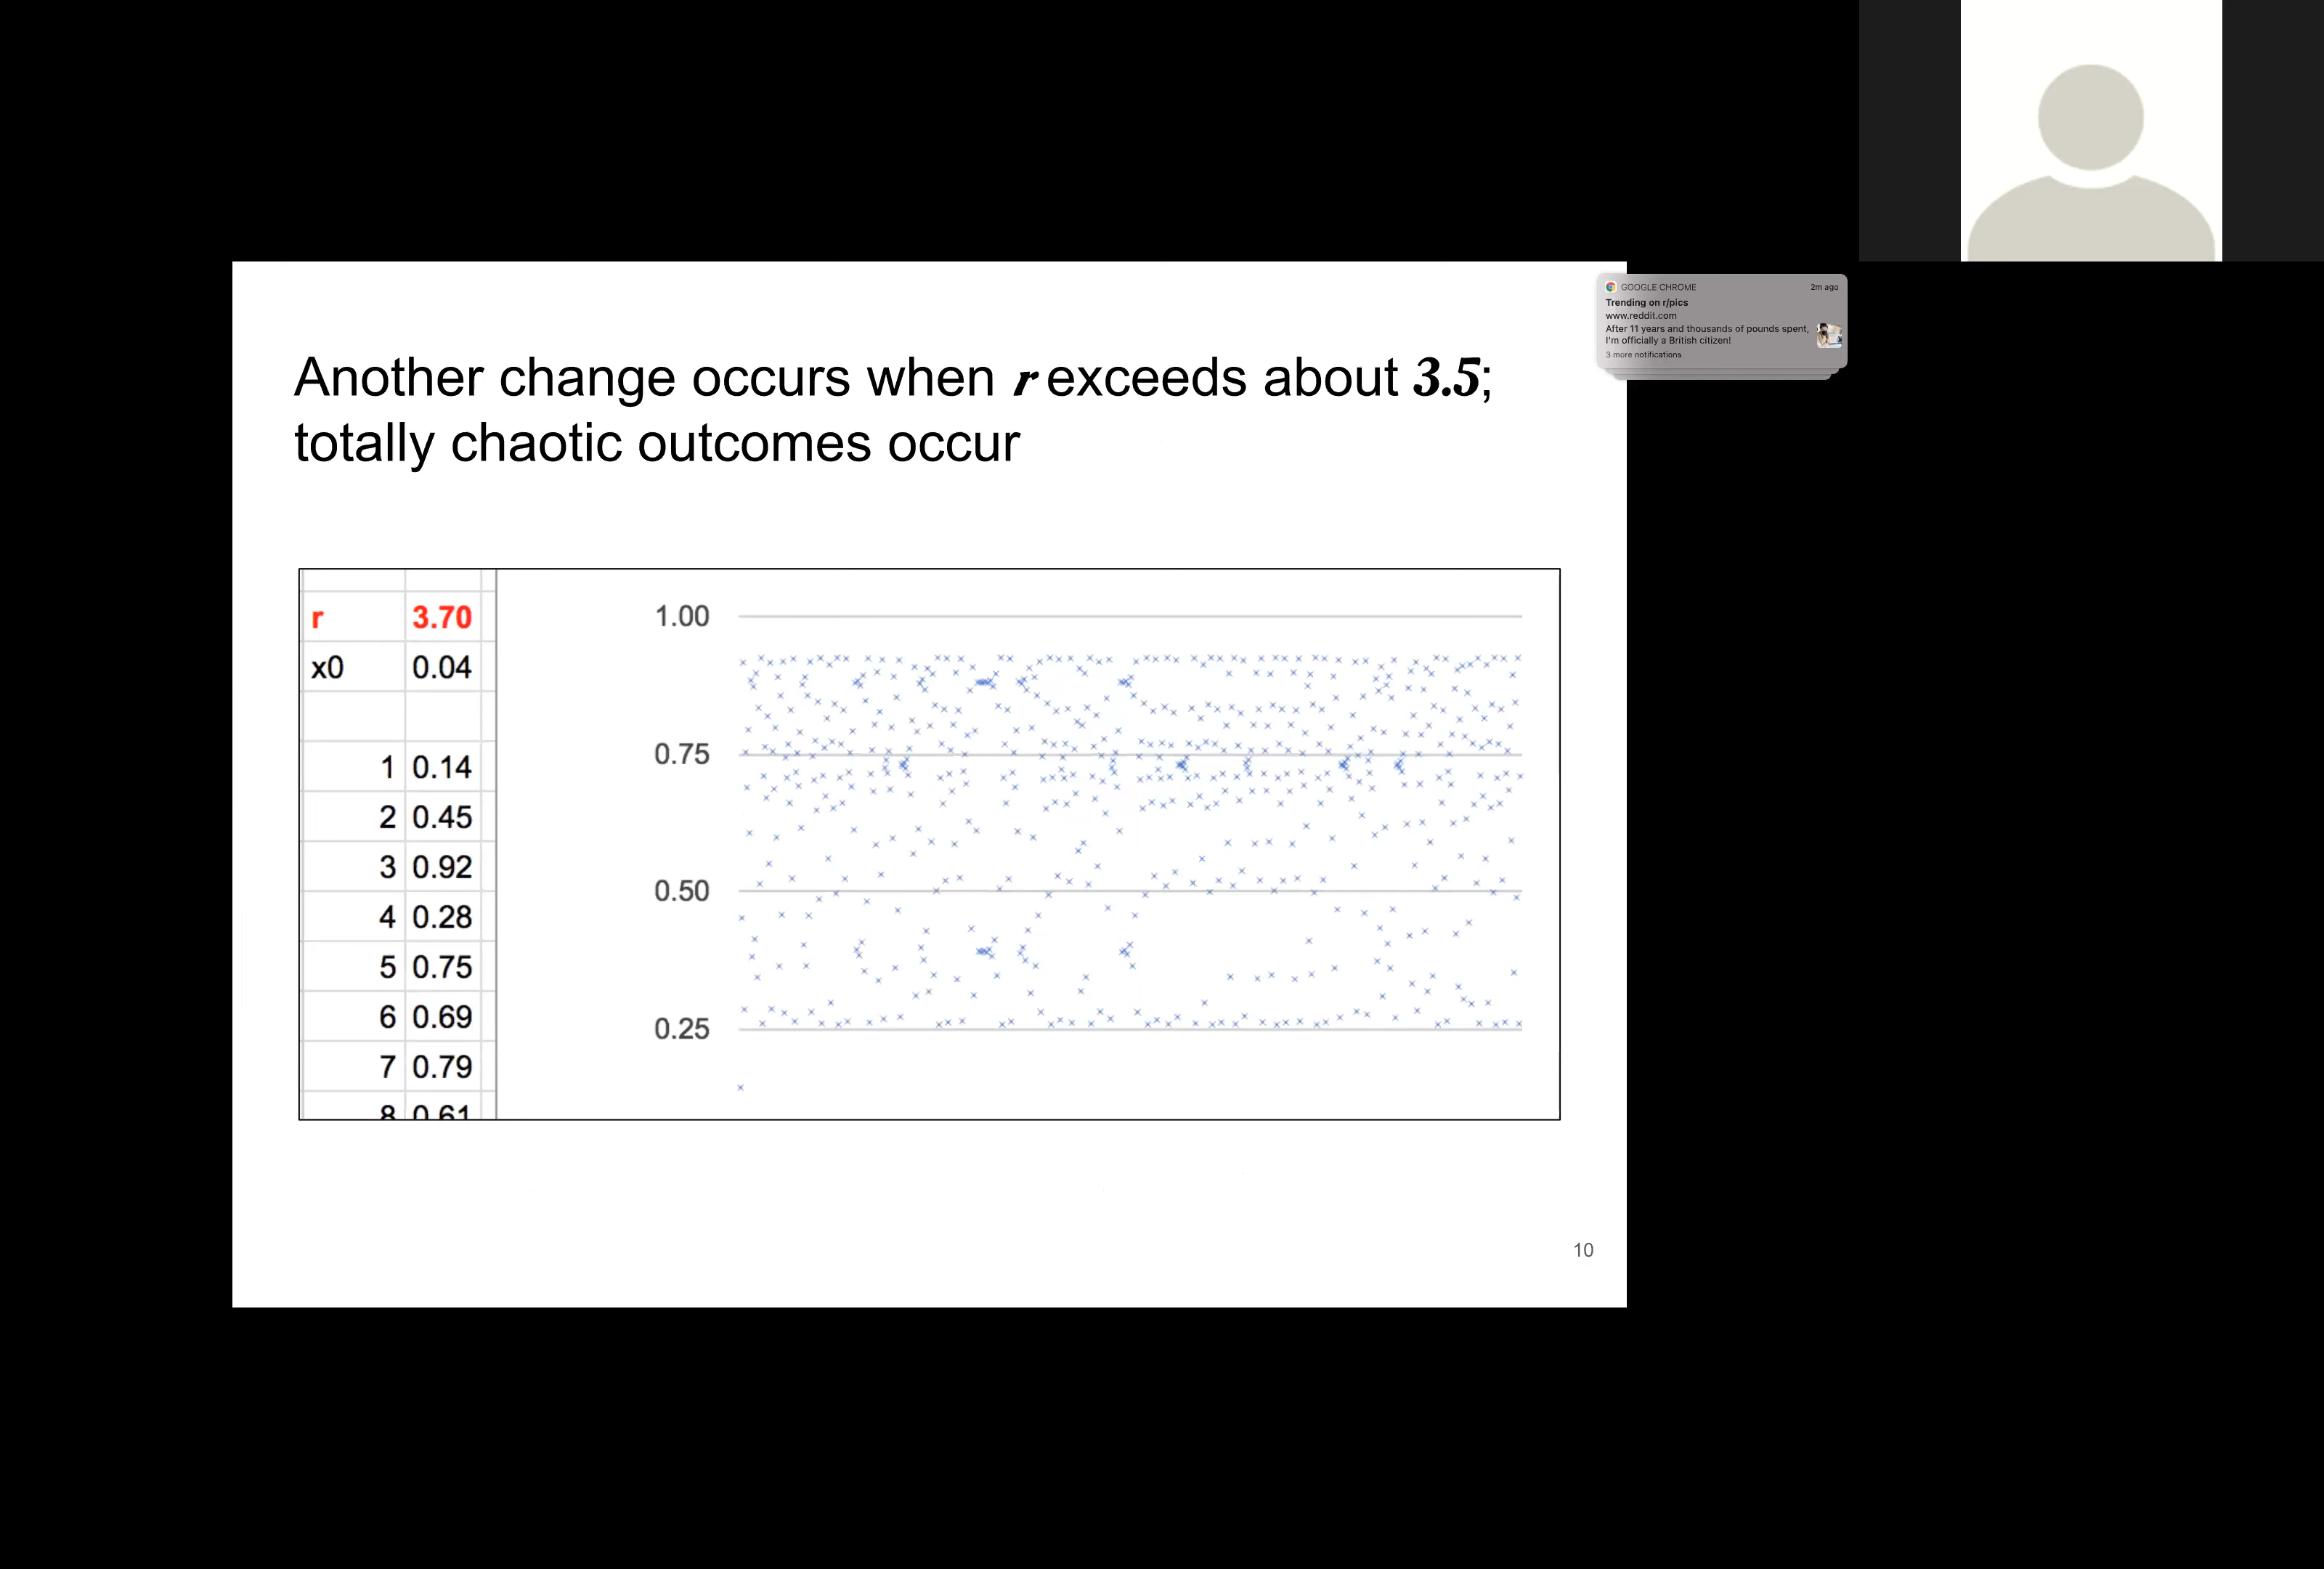 Another change occurs when r exceeds about 3.5;
totally chaotic outcomes occur
r 3.70
x0 0.04
1 0.14
2 0.45
3 0.92
4 0.28
5 0.75
6 0.69
7 0.79
8 0.61
1.00
0.75
0.50
0.25
10
GOOGLE CHROME 2m ago
Trending on r/pics
www.reddit.com
After 11 years and thousands of pounds spent,
I'm officially a British citizen!
3 more notifications